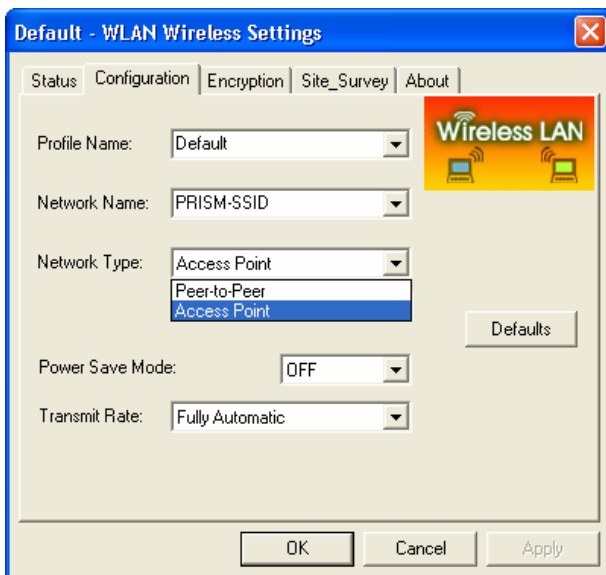 Default - WLAN Wireless Settings
Status Configuration Encryption Site_Survey About
Wireless LAN
Profile Name: Default
Network Name: PRISM-SSID
Network Type: Access Point
Peer-to-Peer
Access Point
Defaults
Power Save Mode: OFF
Transmit Rate: Fully Automatic
OK Cancel Apply